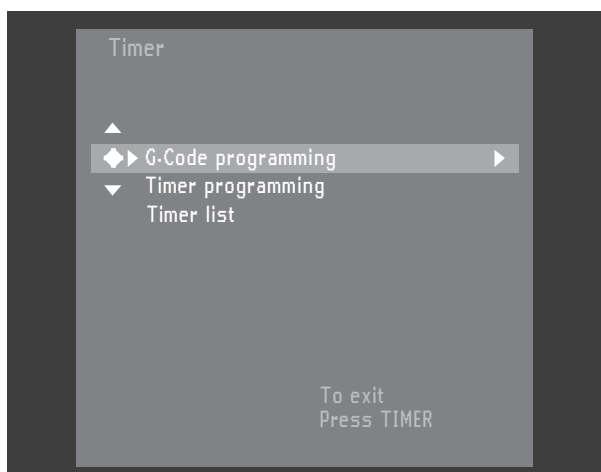 Timer
G-Code programming
Timer programming
Timer list
To exit
Press TIMER